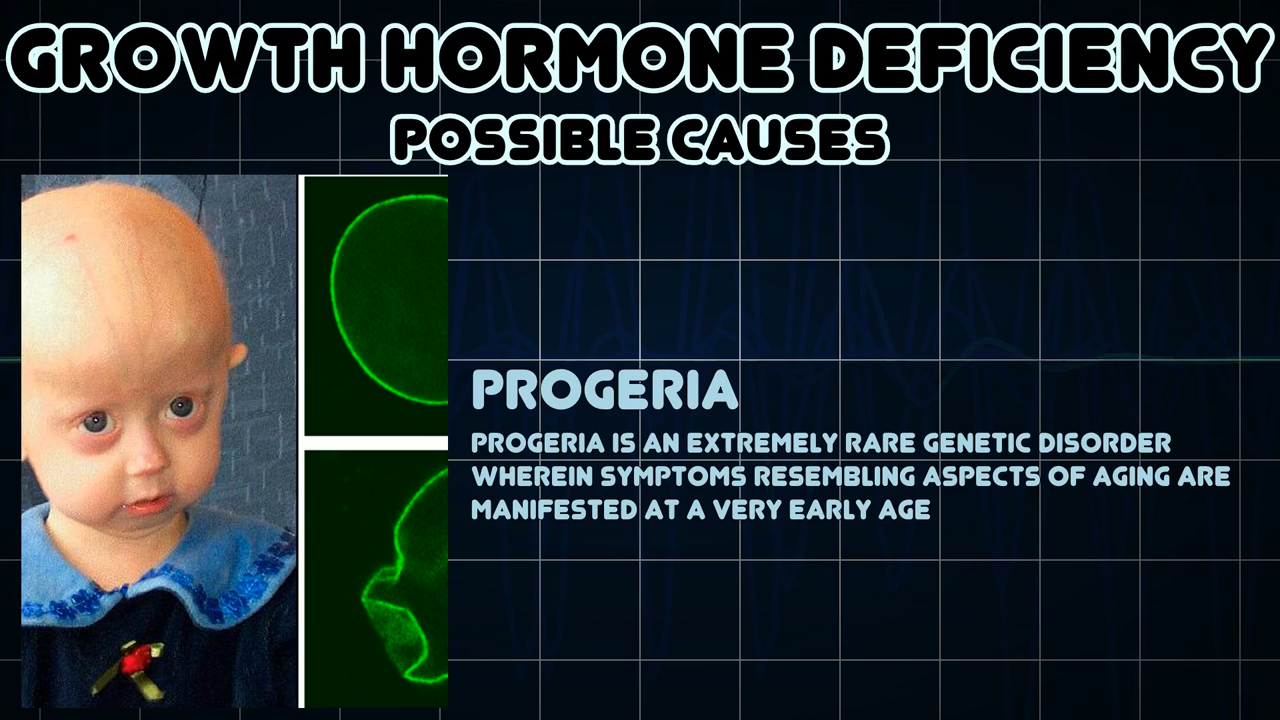 GROWTH HORMONE DEFICIENCY
POSSIBLE CAUSES
PROGERIA
PROGERIA IS AN EXTREMELY RARE GENETIC DISORDER
WHEREIN SYMPTOMS RESEMBLING ASPECTS OF AGING ARE
MANIFESTED AT A VERY EARLY AGE